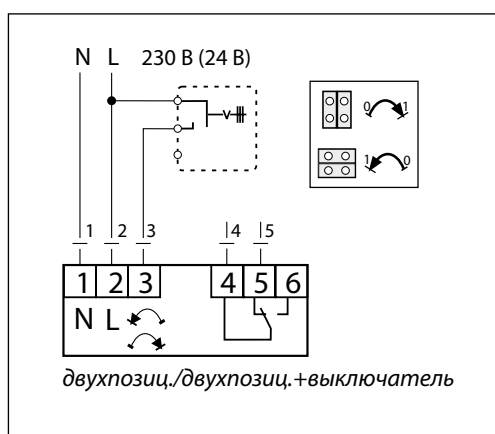 N L 230 В (24 В)
0 1
1 0
1 2 3 4 5
1 2 3 4 5 6
N L
двухпозиц./двухпозиц.+выключатель